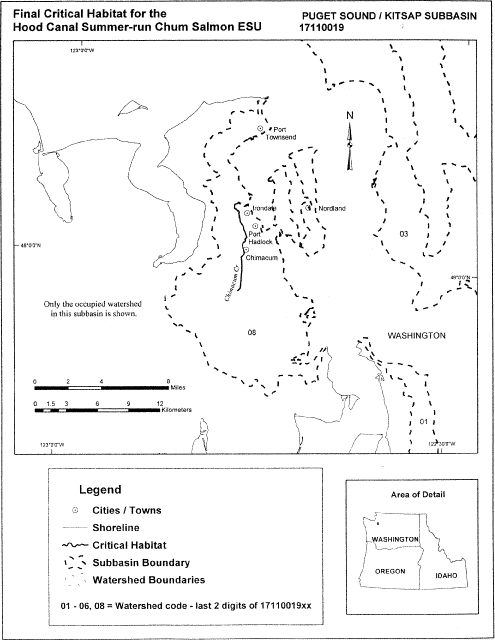 Final Critical Habitat for the
Hood Canal Summer-run Chum Salmon ESU
PUGET SOUND / KITSAP SUBBASIN
17110019
123°0'0"W
N
Port
Townsend
Irondale
Nordland
Port
Hadlock
Chimacum
Chimacum Cr
03
48°0'0"N
48°0'0"N
Only the occupied watershed
in this subbasin is shown.
08
WASHINGTON
0 2 4 8
Miles
0 1.5 3 6 9 12
Kilometers
01
123°0'0"W
122°30'0"W
Legend
Cities / Towns
Shoreline
Critical Habitat
Subbasin Boundary
Watershed Boundaries
01 - 06, 08 = Watershed code - last 2 digits of 17110019xx
Area of Detail
WASHINGTON
OREGON
IDAHO